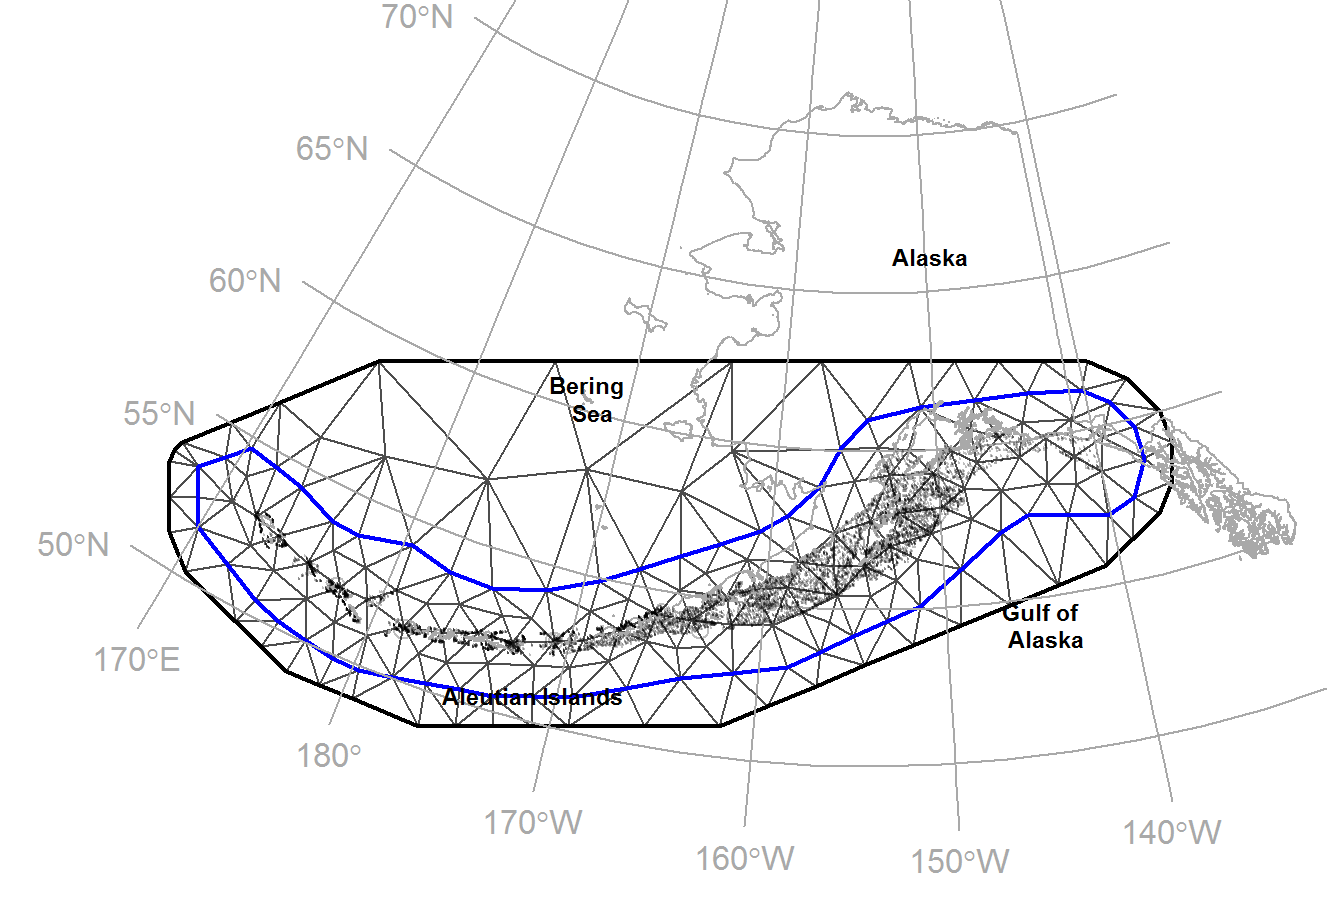 70°N
65°N
Alaska
60°N
Bering
Sea
55°N
50°N
Gulf of
Alaska
170°E
Aleutian Islands
180°
170°W
160°W
150°W
140°W